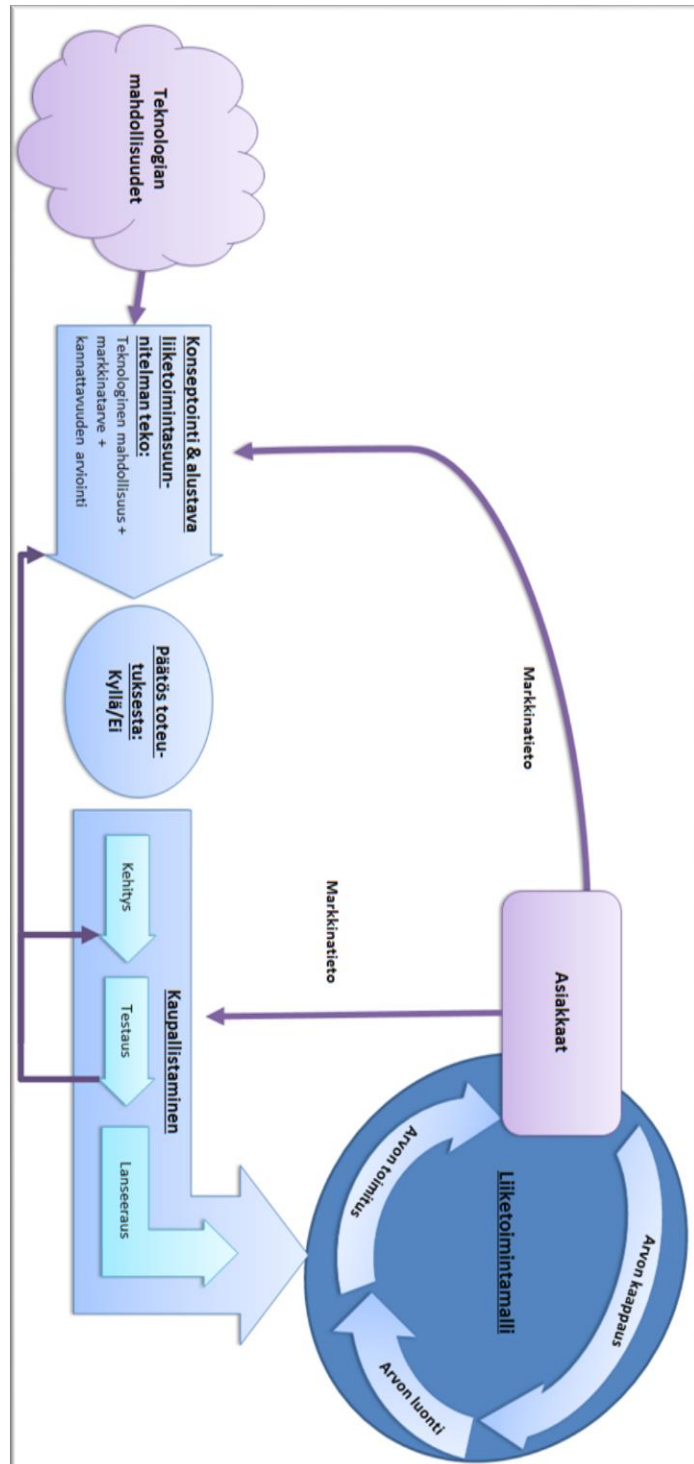 Teknologian
mahdollisuudet
Konseptointi & alustava
liiketoimintasuun-
nitelman teko:
Teknologinen mahdollisuus +
markkinatarve +
kannattavuuden arviointi
Päätös toteu-
tuksesta:
Kyllä/Ei
Markkinatieto
Markkinatieto
Kaupallistaminen
Kehitys
Testaus
Lanseeraus
Asiakkaat
Liiketoimintamalli
Arvon kaappaus
Arvon toimitus
Arvon luonti